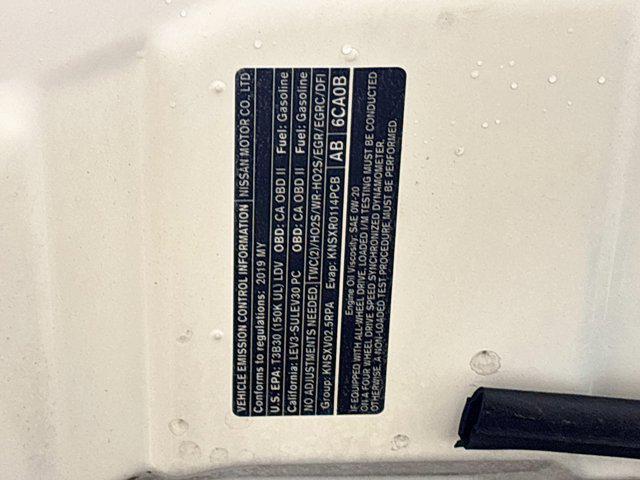 VEHICLE EMISSION CONTROL INFORMATION NISSAN MOTOR CO., LTD
Conforms to regulations: 2019 MY
U.S. EPA: T3B30 (150K UL) LDV OBD: CA OBD II Fuel: Gasoline
California: LEV3-SULEV30 PC OBD: CA OBD II Fuel: Gasoline
NO ADJUSTMENTS NEEDED. TWC(2)/HO2S/WR-HO2S/EGR/EGRC/DFI
Group: KNSXV02.5RPA Evap: KNSXR0114PCB AB 6CA0B
Engine Oil Viscosity: SAE 0W-20
IF EQUIPPED WITH ALL-WHEEL DRIVE, LOADED I/M TESTING MUST BE CONDUCTED
ON A FOUR WHEEL DRIVE SPEED SYNCHRONIZED DYNAMOMETER.
OTHERWISE, A NON-LOADED TEST PROCEDURE MUST BE PERFORMED.